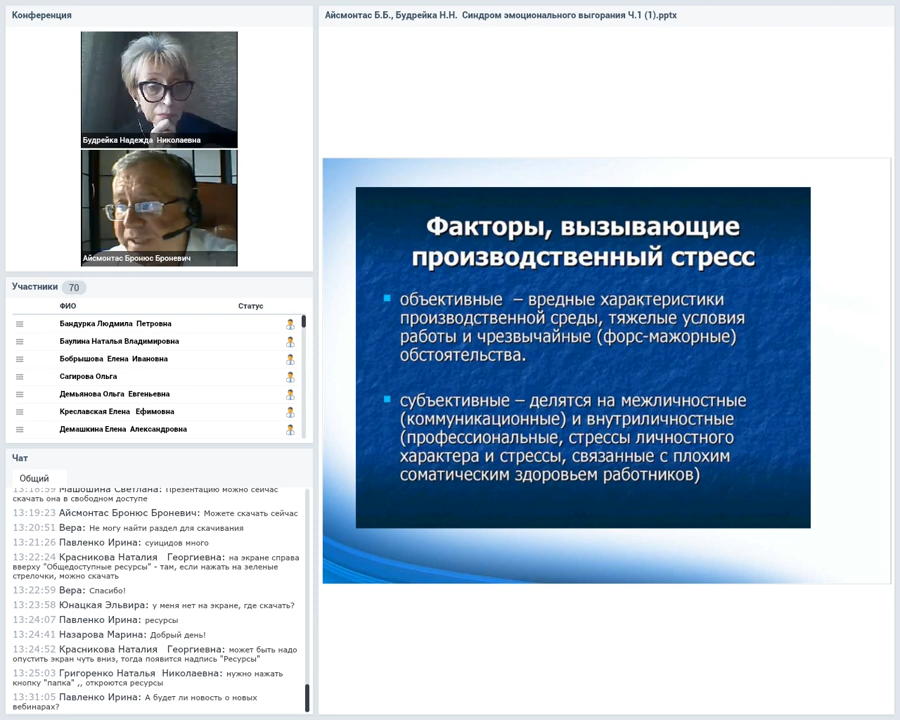 Конференция
Будрейка Надежда Николаевна
Айсмонтас Бронюс Броневич
Участники 70
ФИО Статус
Бандурка Людмила Петровна
Баулина Наталья Владимировна
Бобрышова Елена Ивановна
Сагирова Ольга
Демьянова Ольга Евгеньевна
Креславская Елена Ефимовна
Демашкина Елена Александровна
Чат
Общий
13:18:59 Машошина Светлана: Презентацию можно сейчас
скачать она в свободном доступе
13:19:23 Айсмонтас Бронюс Броневич: Можете скачать сейчас
13:20:51 Вера: Не могу найти раздел для скачивания
13:21:26 Павленко Ирина: суицидов много
13:22:24 Красникова Наталия Георгиевна: на экране справа
вверху "Общедоступные ресурсы" - там, если нажать на зеленые
стрелочки, можно скачать
13:22:59 Вера: Спасибо!
13:23:58 Юнацкая Эльвира: у меня нет на экране, где скачать?
13:24:07 Павленко Ирина: ресурсы
13:24:41 Назарова Марина: Добрый день!
13:24:52 Красникова Наталия Георгиевна: может быть надо
опустить экран чуть вниз, тогда появится надпись "Ресурсы"
13:25:03 Григоренко Наталья Николаевна: нужно нажать
кнопку "папка" ,, откроются ресурсы
13:31:05 Павленко Ирина: А будет ли новость о новых
вебинарах?
Айсмонтас Б.Б., Будрейка Н.Н. Синдром эмоционального выгорания Ч.1 (1).pptx
Факторы, вызывающие
производственный стресс
объективные – вредные характеристики
производственной среды, тяжелые условия
работы и чрезвычайные (форс-мажорные)
обстоятельства.
субъективные – делятся на межличностные
(коммуникационные) и внутриличностные
(профессиональные, стрессы личностного
характера и стрессы, связанные с плохим
соматическим здоровьем работников)